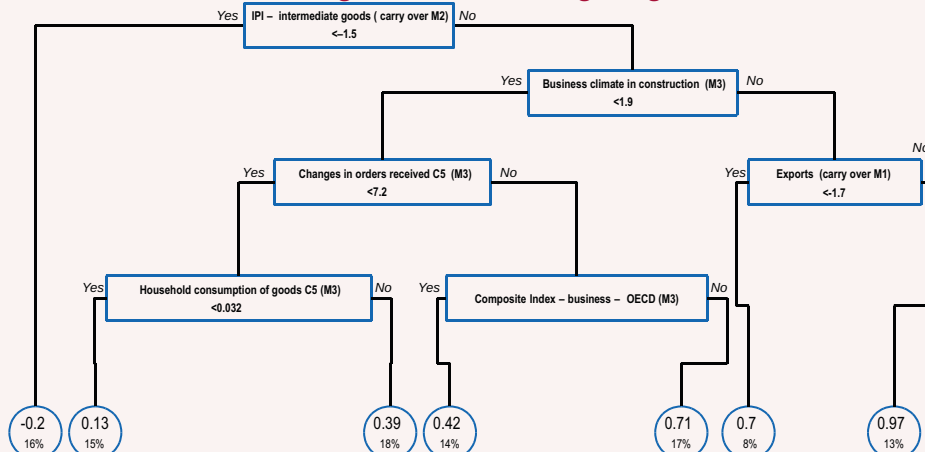 Yes
IPI – intermediate goods ( carry over M2)
<–1.5
No
Yes
Business climate in construction (M3)
<1.9
No
Yes
Changes in orders received C5 (M3)
<7.2
No
Yes
Exports (carry over M1)
<-1.7
No
Yes
Household consumption of goods C5 (M3)
<0.032
No
Yes
Composite Index – business – OECD (M3)
No
-0.2
16%
0.13
15%
0.39
18%
0.42
14%
0.71
17%
0.7
8%
0.97
13%